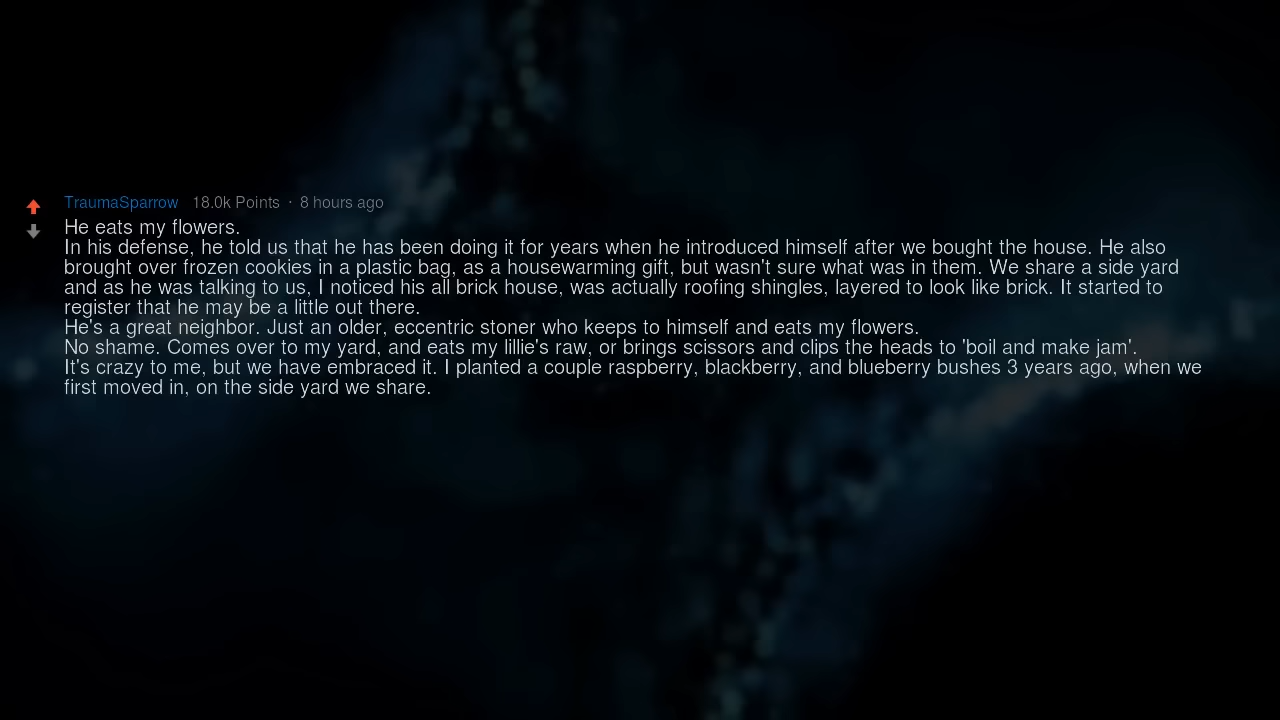 TraumaSparrow 18.0k Points · 8 hours ago
He eats my flowers.
In his defense, he told us that he has been doing it for years when he introduced himself after we bought the house. He also
brought over frozen cookies in a plastic bag, as a housewarming gift, but wasn't sure what was in them. We share a side yard
and as he was talking to us, I noticed his all brick house, was actually roofing shingles, layered to look like brick. It started to
register that he may be a little out there.
He's a great neighbor. Just an older, eccentric stoner who keeps to himself and eats my flowers.
No shame. Comes over to my yard, and eats my lillie's raw, or brings scissors and clips the heads to 'boil and make jam'.
It's crazy to me, but we have embraced it. I planted a couple raspberry, blackberry, and blueberry bushes 3 years ago, when we
first moved in, on the side yard we share.